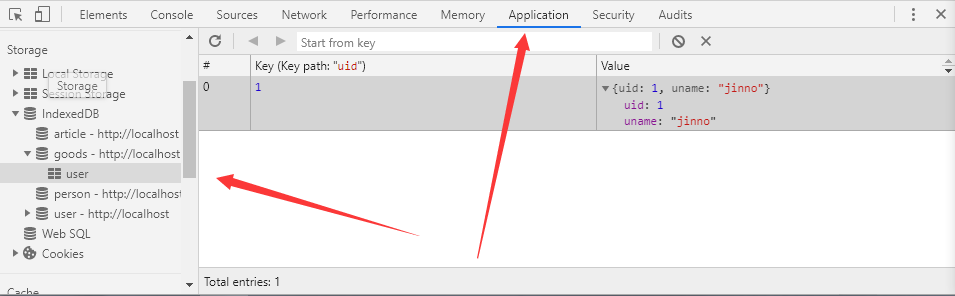 Elements Console Sources Network Performance Memory Application Security Audits
Storage
Local Storage
Session Storage
Storage
IndexedDB
article - http://localhost
goods - http://localhost
user
person - http://localhost
user - http://localhost
Web SQL
Cookies
Cache
Start from key
# Key (Key path: "uid") Value
0 1 {uid: 1, uname: "jinno"}
uid: 1
uname: "jinno"
Total entries: 1